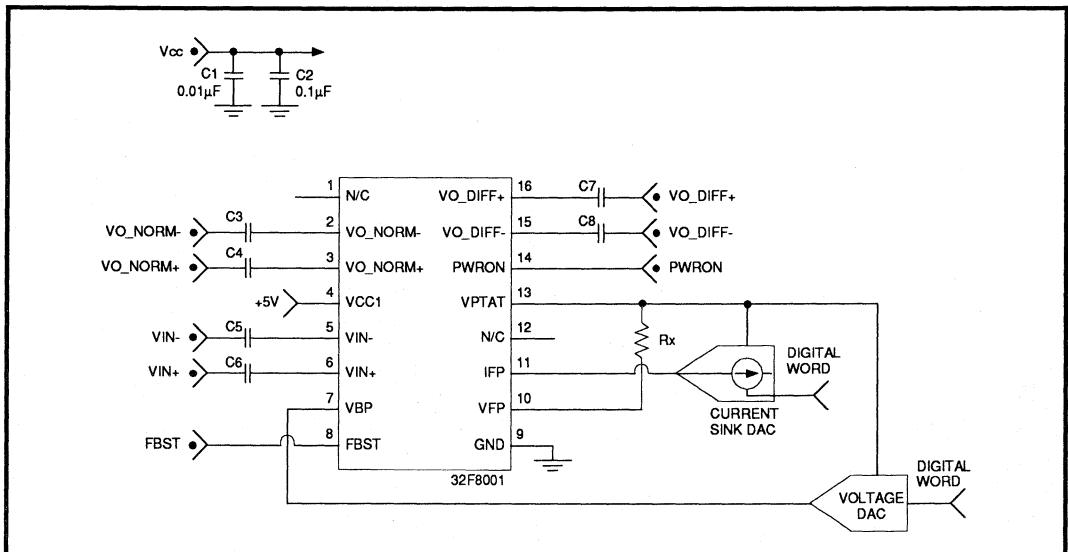 Vcc
C1
0.01µF
C2
0.1µF
1
N/C
VO_DIFF+
16
C7
VO_DIFF+
VO_NORM-
C3
2
VO_NORM-
VO_DIFF-
15
C8
VO_DIFF-
VO_NORM+
C4
3
VO_NORM+
PWRON
14
PWRON
+5V
4
VCC1
VPTAT
13
VIN-
C5
5
VIN-
N/C
12
Rx
VIN+
C6
6
VIN+
IFP
11
DIGITAL
WORD
7
VBP
VFP
10
CURRENT
SINK DAC
FBST
8
FBST
GND
9
32F8001
VOLTAGE
DAC
DIGITAL
WORD